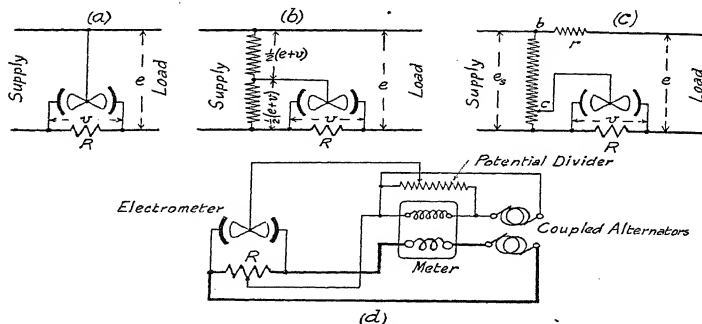 (a)
Supply
e
Load
v
R
(b)
Supply
½(e+v)
½(e+v)
e
Load
v
R
(c)
b
r
Supply
e_s
c
e
Load
v
R
Potential Divider
Electrometer
Coupled Alternators
R
Meter
(d)